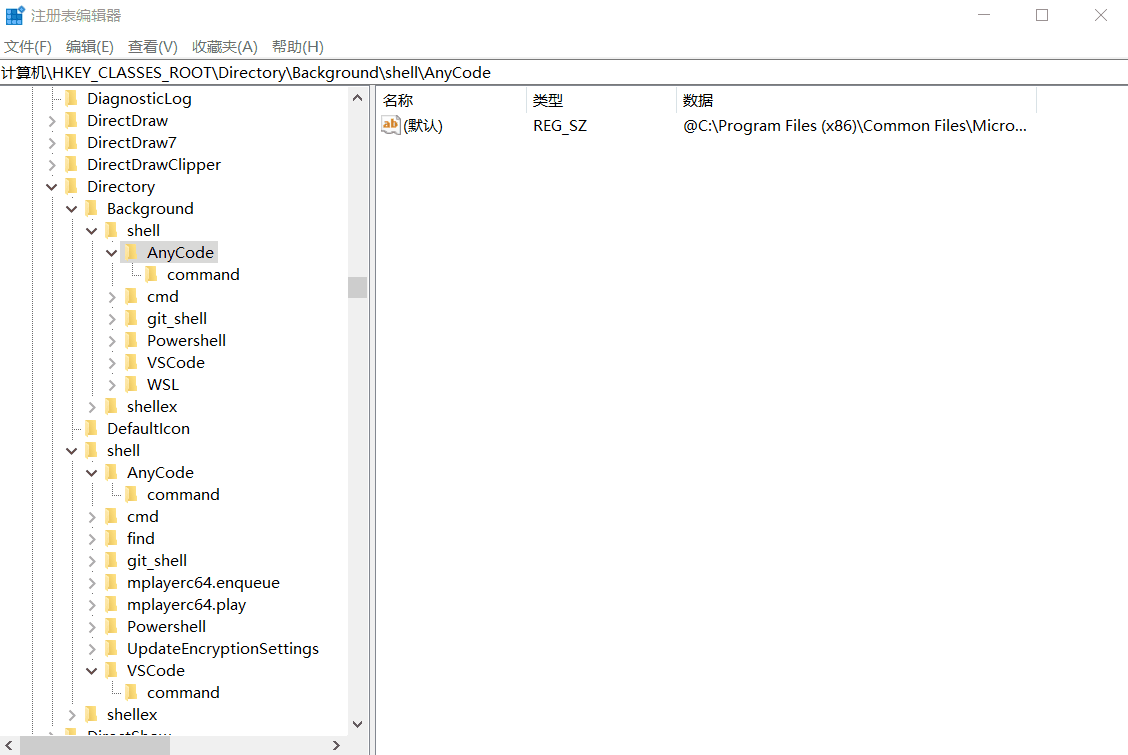 注册表编辑器
文件(F) 编辑(E) 查看(V) 收藏夹(A) 帮助(H)
计算机\HKEY_CLASSES_ROOT\Directory\Background\shell\AnyCode
DiagnosticLog
DirectDraw
DirectDraw7
DirectDrawClipper
Directory
Background
shell
AnyCode
command
cmd
git_shell
Powershell
VSCode
WSL
shellex
DefaultIcon
shell
AnyCode
command
cmd
find
git_shell
mplayerc64.enqueue
mplayerc64.play
Powershell
UpdateEncryptionSettings
VSCode
command
shellex
DirectShow
名称 类型 数据
ab (默认) REG_SZ @C:\Program Files (x86)\Common Files\Micro...